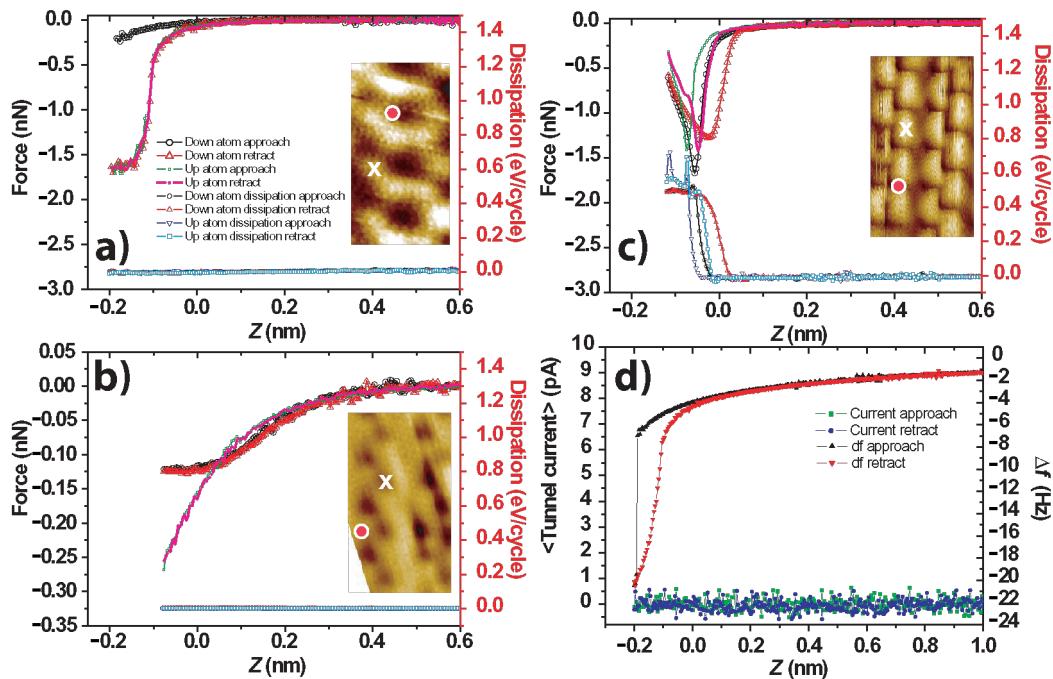 a)
Force (nN)
0.0
−0.5
−1.0
−1.5
−2.0
−2.5
−3.0
−0.2 0.0 0.2 0.4 0.6
Z (nm)
1.4
1.2
1.0
0.8
0.6
0.4
0.2
0.0
Dissipation (eV/cycle)
Down atom approach
Down atom retract
Up atom approach
Up atom retract
Down atom dissipation approach
Down atom dissipation retract
Up atom dissipation approach
Up atom dissipation retract
x
c)
Force (nN)
0.0
−0.5
−1.0
−1.5
−2.0
−2.5
−3.0
−0.2 0.0 0.2 0.4 0.6
Z (nm)
1.4
1.2
1.0
0.8
0.6
0.4
0.2
0.0
Dissipation (eV/cycle)
x
b)
Force (nN)
0.05
0.00
−0.05
−0.10
−0.15
−0.20
−0.25
−0.30
−0.35
−0.2 0.0 0.2 0.4 0.6
Z (nm)
1.4
1.2
1.0
0.8
0.6
0.4
0.2
0.0
Dissipation (eV/cycle)
x
d)
<Tunnel current> (pA)
10
9
8
7
6
5
4
3
2
1
0
−0.2 0.0 0.2 0.4 0.6 0.8 1.0
Z (nm)
0
−2
−4
−6
−8
−10
−12
−14
−16
−18
−20
−22
−24
Δf (Hz)
Current approach
Current retract
df approach
df retract